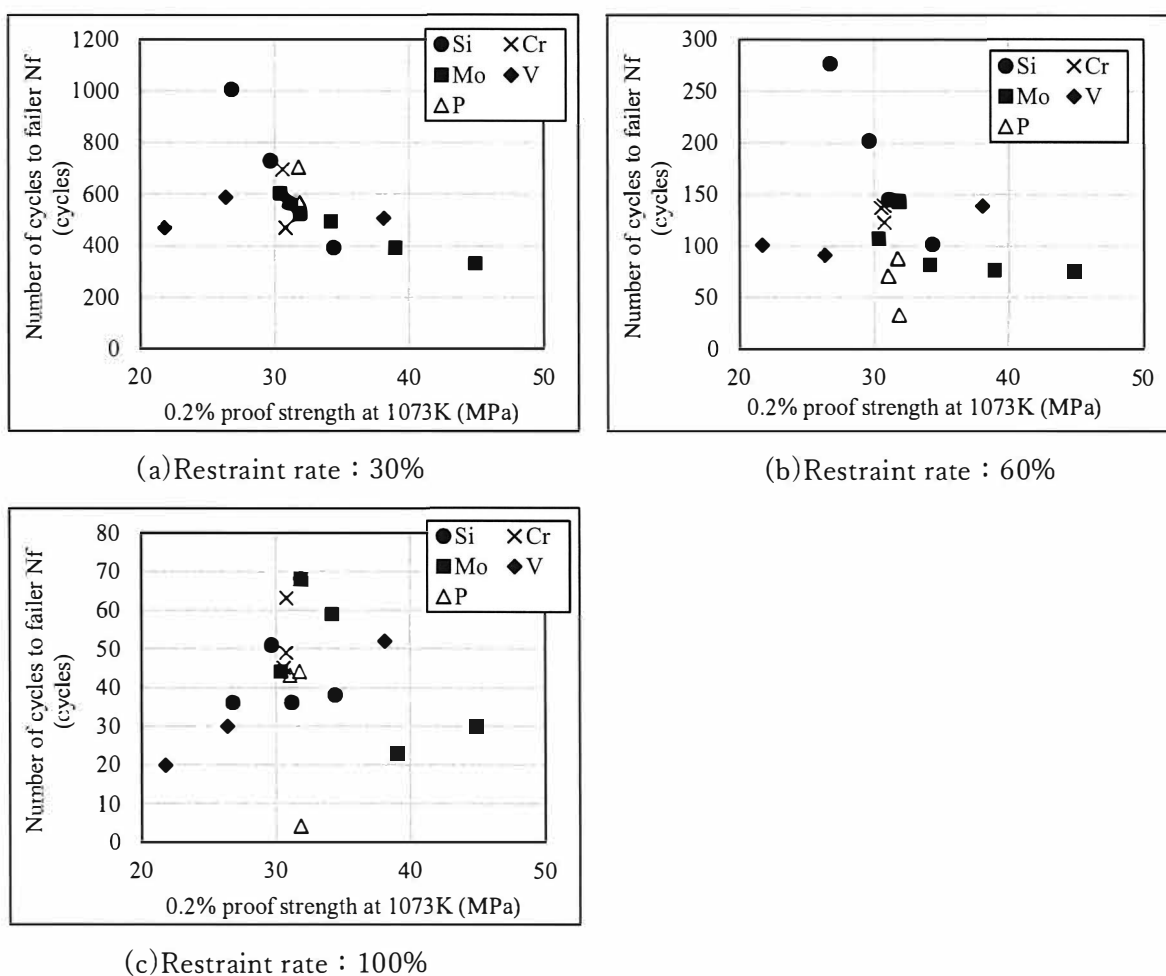 Number of cycles to failer Nf
(cycles)
1200
1000
800
600
400
200
0
Si
Cr
Mo
V
P
20
30
40
50
0.2% proof strength at 1073K (MPa)
(a)Restraint rate：30%
Number of cycles to failer Nf
(cycles)
300
250
200
150
100
50
0
Si
Cr
Mo
V
P
20
30
40
50
0.2% proof strength at 1073K (MPa)
(b)Restraint rate：60%
Number of cycles to failer Nf
(cycles)
80
70
60
50
40
30
20
10
0
Si
Cr
Mo
V
P
20
30
40
50
0.2% proof strength at 1073K (MPa)
(c)Restraint rate：100%